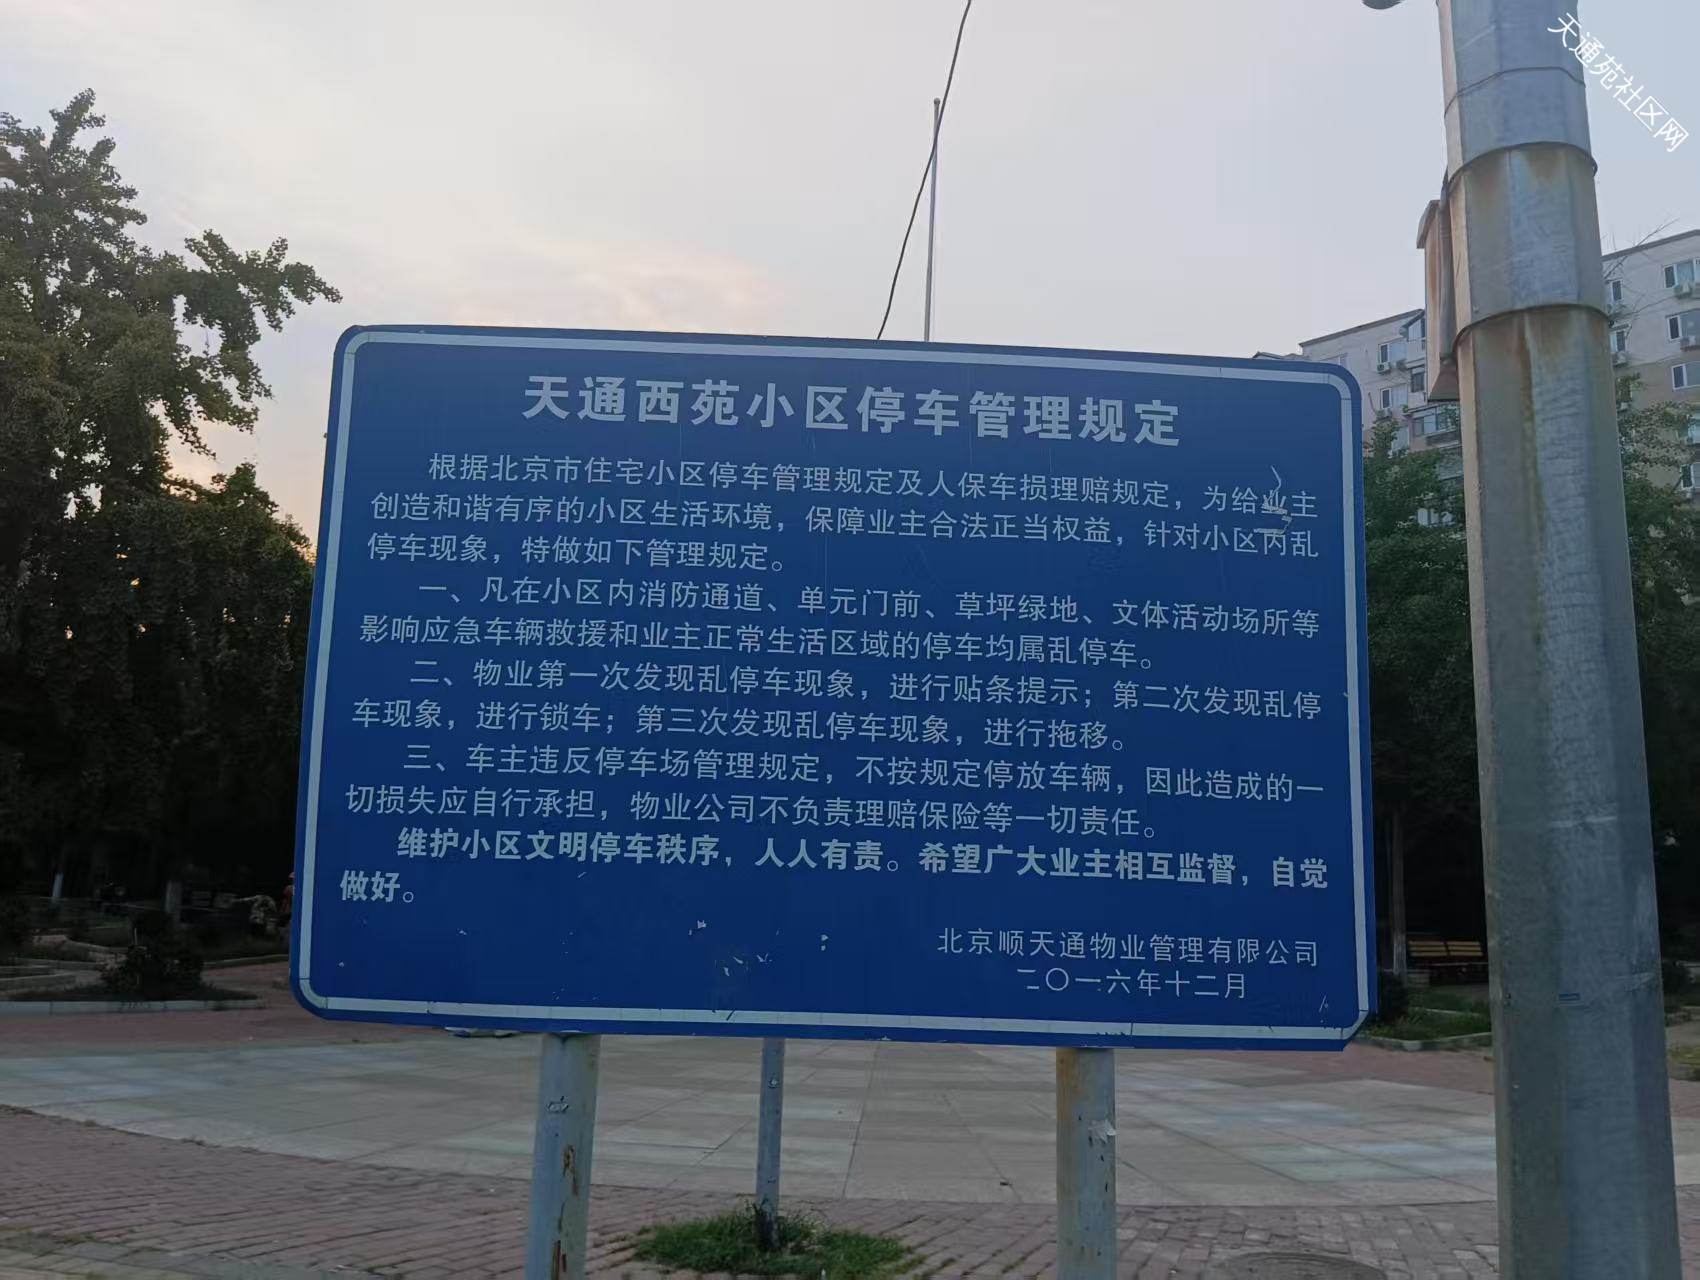 天通苑社区网
天通西苑小区停车管理规定
根据北京市住宅小区停车管理规定及人保车损理赔规定，为给业主
创造和谐有序的小区生活环境，保障业主合法正当权益，针对小区内乱
停车现象，特做如下管理规定。
一、凡在小区内消防通道、单元门前、草坪绿地、文体活动场所等
影响应急车辆救援和业主正常生活区域的停车均属乱停车。
二、物业第一次发现乱停车现象，进行贴条提示；第二次发现乱停
车现象，进行锁车；第三次发现乱停车现象，进行拖移。
三、车主违反停车场管理规定，不按规定停放车辆，因此造成的一
切损失应自行承担，物业公司不负责理赔保险等一切责任。
维护小区文明停车秩序，人人有责。希望广大业主相互监督，自觉
做好。
北京顺天通物业管理有限公司
二〇一六年十二月